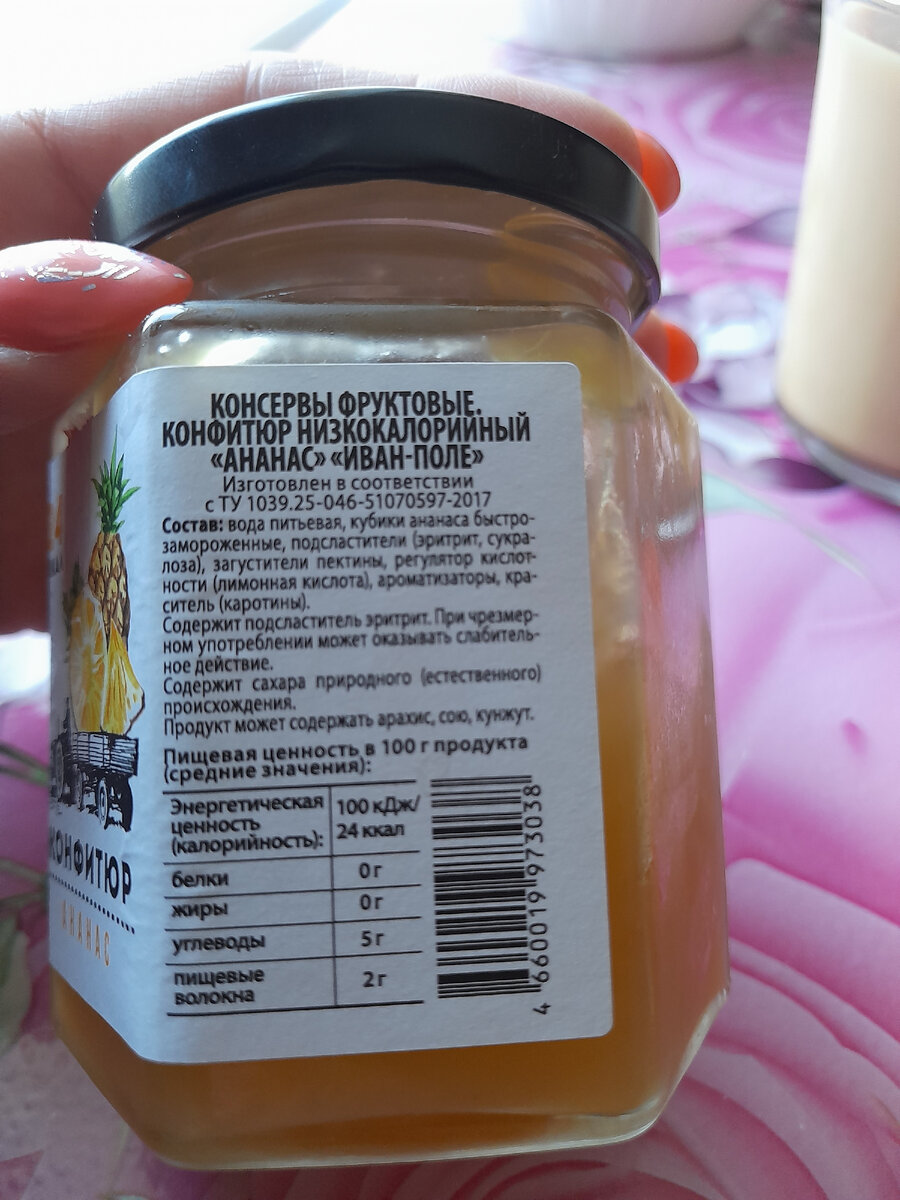 КОНСЕРВЫ ФРУКТОВЫЕ.
КОНФИТЮР НИЗКОКАЛОРИЙНЫЙ
«АНАНАС» «ИВАН-ПОЛЕ»
Изготовлен в соответствии
с ТУ 1039.25-046-51070597-2017
Состав: вода питьевая, кубики ананаса быстро-
замороженные, подсластители (эритрит, сукра-
лоза), загустители пектины, регулятор кислот-
ности (лимонная кислота), ароматизаторы, кра-
ситель (каротины).
Содержит подсластитель эритрит. При чрезмер-
ном употреблении может оказывать слабитель-
ное действие.
Содержит сахара природного (естественного)
происхождения.
Продукт может содержать арахис, сою, кунжут.
Пищевая ценность в 100 г продукта
(средние значения):
Энергетическая
ценность
(калорийность):
100 кДж/
24 ккал
белки 0 г
жиры 0 г
углеводы 5 г
пищевые
волокна
2 г
4 660019 973038
КОНФИТЮР
АНАНАС